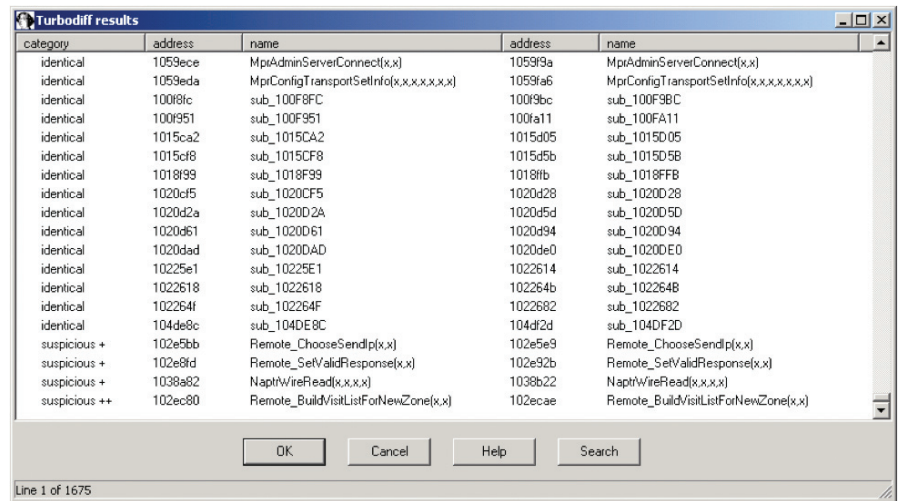 Turbodiff results
category address name address name
identical 1059ece MprAdminServerConnect(x,x) 1059f9a MprAdminServerConnect(x,x)
identical 1059eda MprConfigTransportSetInfo(x,x,x,x,x,x,x) 1059fa6 MprConfigTransportSetInfo(x,x,x,x,x,x,x)
identical 100f8fc sub_100F8FC 100f9bc sub_100F9BC
identical 100f951 sub_100F951 100fa11 sub_100FA11
identical 1015ca2 sub_1015CA2 1015d05 sub_1015D05
identical 1015cf8 sub_1015CF8 1015d5b sub_1015D5B
identical 1018f99 sub_1018F99 1018ffb sub_1018FFB
identical 1020cf5 sub_1020CF5 1020d28 sub_1020D28
identical 1020d2a sub_1020D2A 1020d5d sub_1020D5D
identical 1020d61 sub_1020D61 1020d94 sub_1020D94
identical 1020dad sub_1020DAD 1020de0 sub_1020DE0
identical 10225e1 sub_10225E1 1022614 sub_1022614
identical 1022618 sub_1022618 102264b sub_102264B
identical 102264f sub_102264F 1022682 sub_1022682
identical 104de8c sub_104DE8C 104df2d sub_104DF2D
suspicious + 102e5bb Remote_ChooseSendIp(x,x) 102e5e9 Remote_ChooseSendIp(x,x)
suspicious + 102e8fd Remote_SetValidResponse(x,x) 102e92b Remote_SetValidResponse(x,x)
suspicious + 1038a82 NaptrWireRead(x,x,x,x) 1038b22 NaptrWireRead(x,x,x,x)
suspicious ++ 102ec80 Remote_BuildVisitListForNewZone(x,x) 102ecae Remote_BuildVisitListForNewZone(x,x)
OK Cancel Help Search
Line 1 of 1675